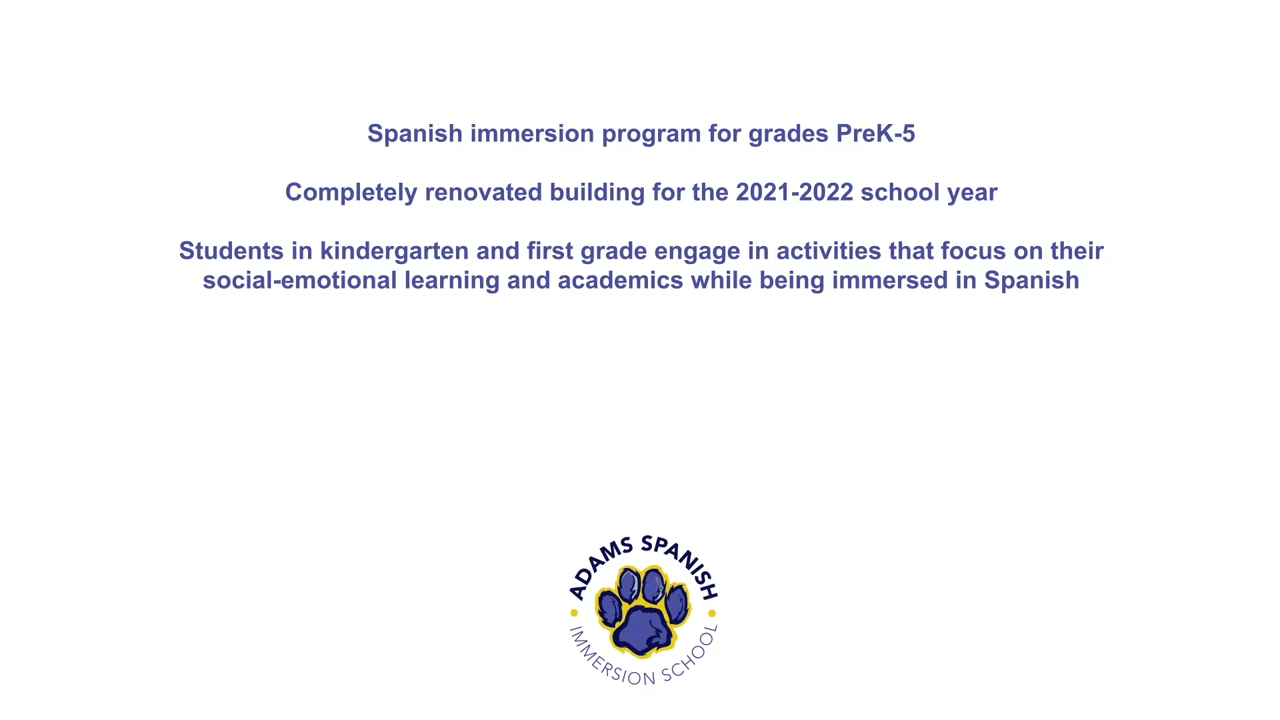 Spanish immersion program for grades PreK-5
Completely renovated building for the 2021-2022 school year
Students in kindergarten and first grade engage in activities that focus on their
social-emotional learning and academics while being immersed in Spanish
ADAMS SPANISH
IMMERSION SCHOOL